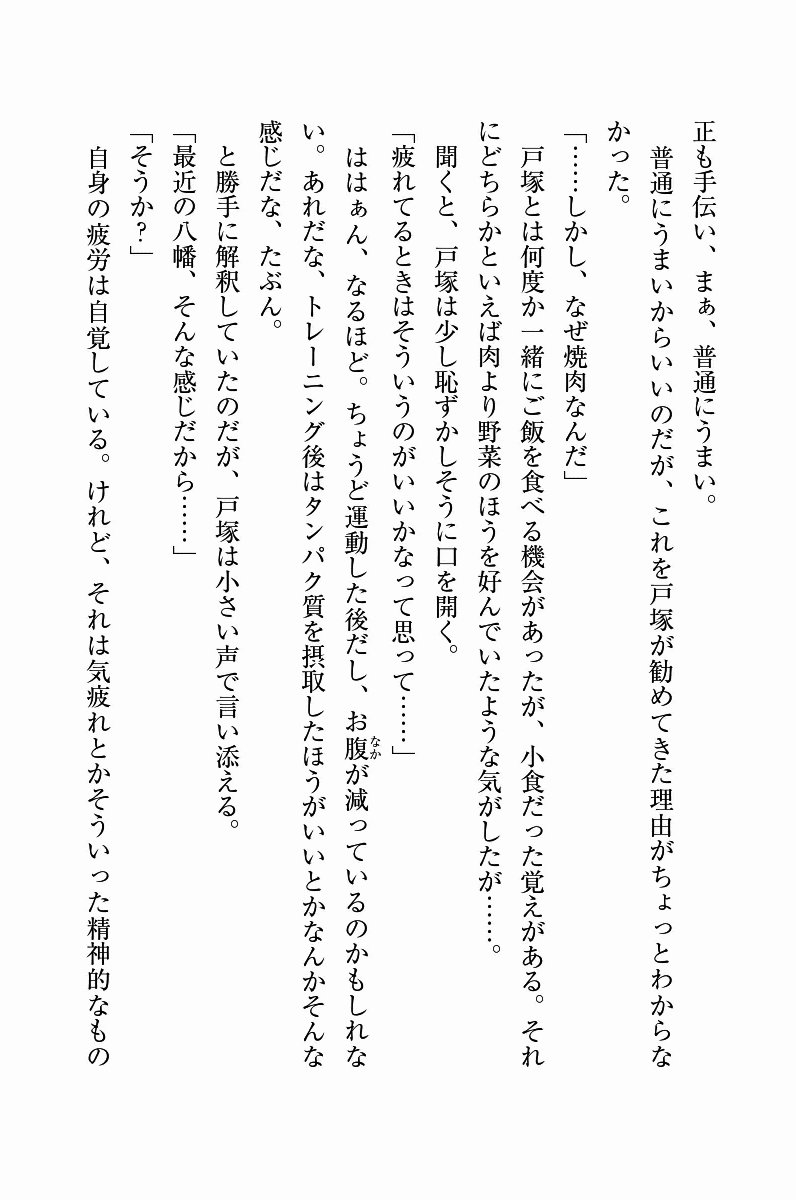 正も手伝い、まぁ、普通にうまい。
普通にうまいからいいのだが、これを戸塚が勧めてきた理由がちょっとわからな
かった。
「……しかし、なぜ焼肉なんだ」
戸塚とは何度か一緒にご飯を食べる機会があったが、小食だった覚えがある。それ
にどちらかといえば肉より野菜のほうを好んでいたような気がしたが……。
聞くと、戸塚は少し恥ずかしそうに口を開く。
「疲れてるときはそういうのがいいかなって思って……」
ははぁん、なるほど。ちょうど運動した後だし、お腹が減っているのかもしれな
なか
い。あれだな、トレーニング後はタンパク質を摂取したほうがいいとかなんかそんな
感じだな、たぶん。
と勝手に解釈していたのだが、戸塚は小さい声で言い添える。
「最近の八幡、そんな感じだから……」
「そうか？」
自身の疲労は自覚している。けれど、それは気疲れとかそういった精神的なもの